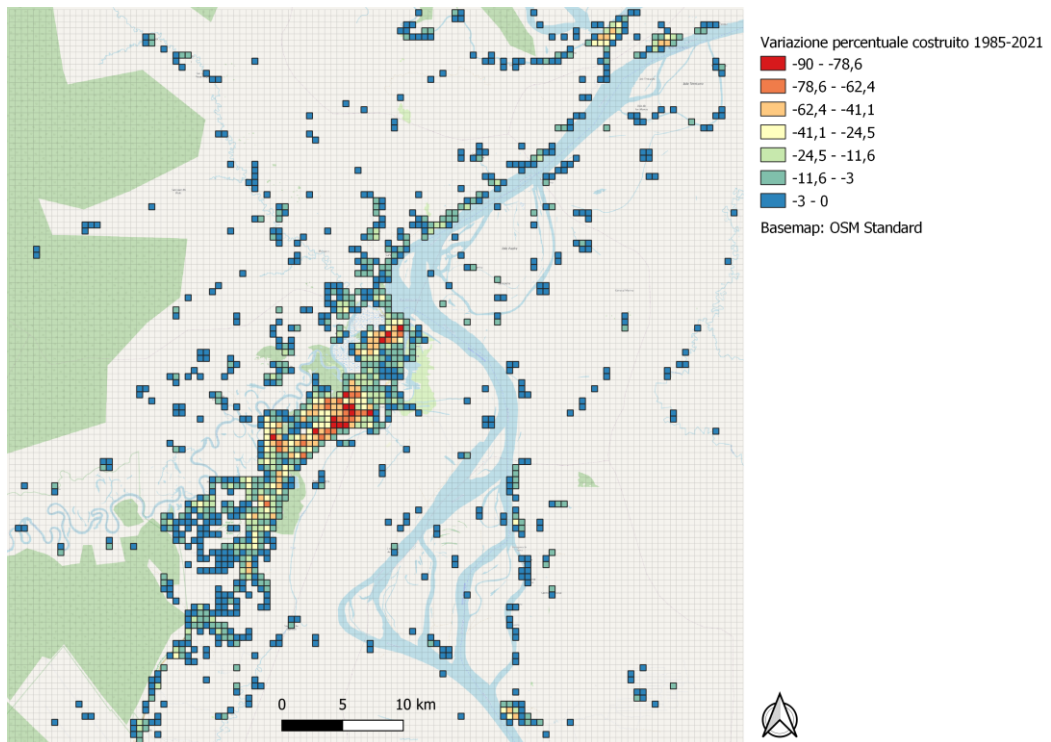 Variazione percentuale costruito 1985-2021
-90 - -78,6
-78,6 - -62,4
-62,4 - -41,1
-41,1 - -24,5
-24,5 - -11,6
-11,6 - -3
-3 - 0
Basemap: OSM Standard
0 5 10 km